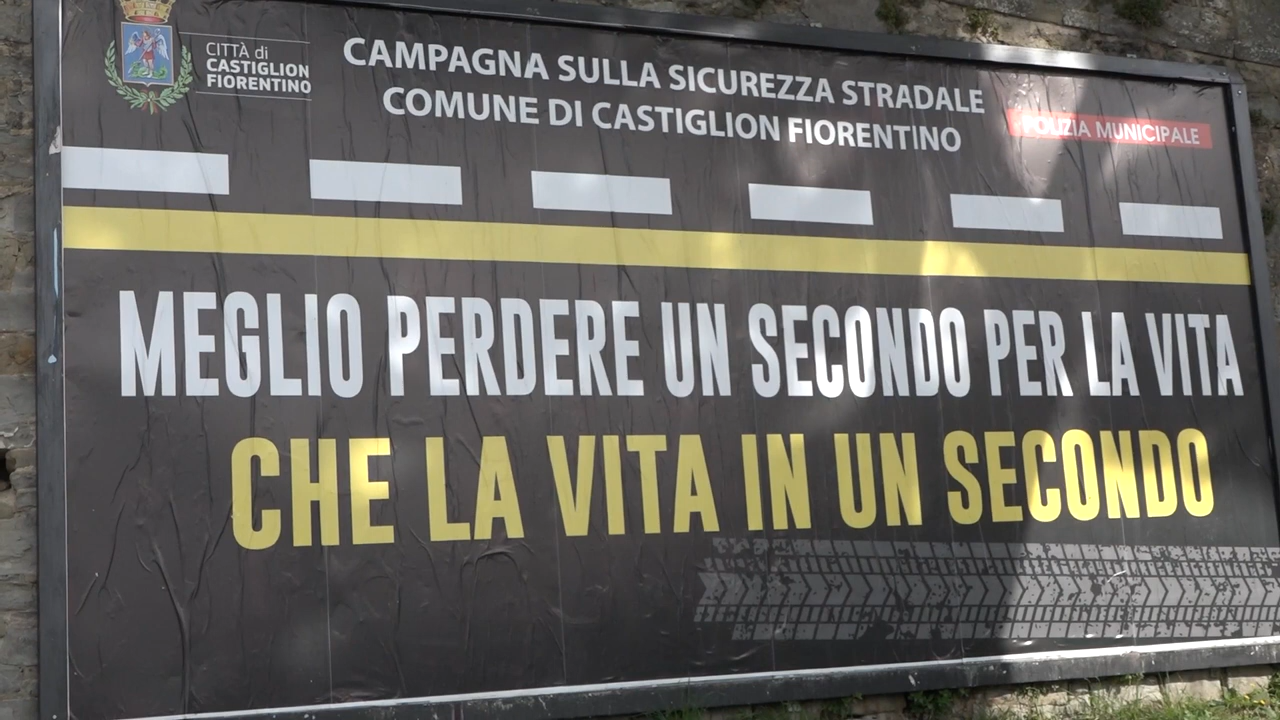 CITTÀ di
CASTIGLION
FIORENTINO
CAMPAGNA SULLA SICUREZZA STRADALE
COMUNE DI CASTIGLION FIORENTINO
POLIZIA MUNICIPALE
MEGLIO PERDERE UN SECONDO PER LA VITA
CHE LA VITA IN UN SECONDO